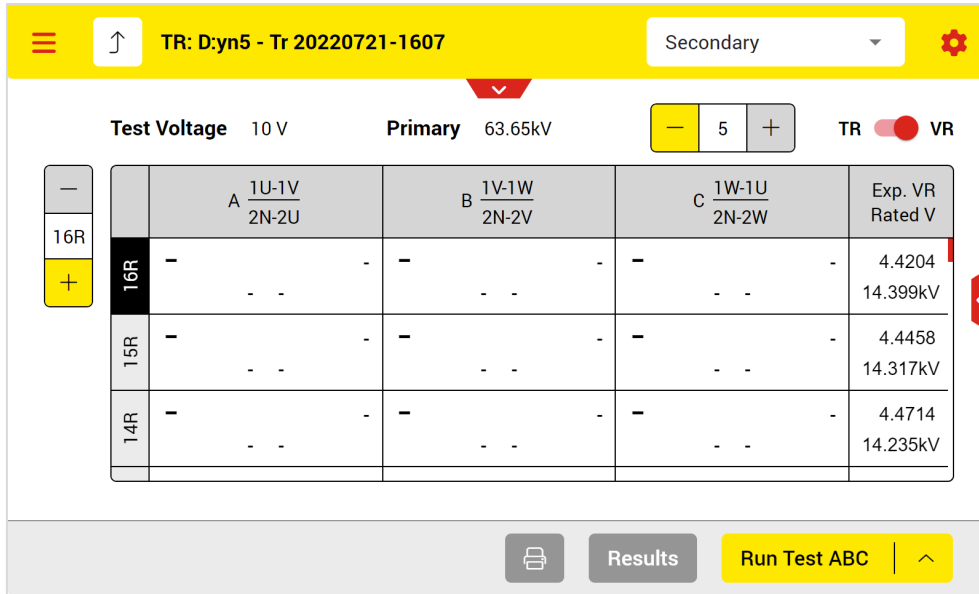 TR: D:yn5 - Tr 20220721-1607
Secondary
Test Voltage 10 V Primary 63.65kV − 5 + TR VR
−
16R
+
A 1U-1V B 1V-1W C 1W-1U Exp. VR
2N-2U 2N-2V 2N-2W Rated V
16R - - - - - - 4.4204
- - - - - - 14.399kV
15R - - - - - - 4.4458
- - - - - - 14.317kV
14R - - - - - - 4.4714
- - - - - - 14.235kV
Results
Run Test ABC